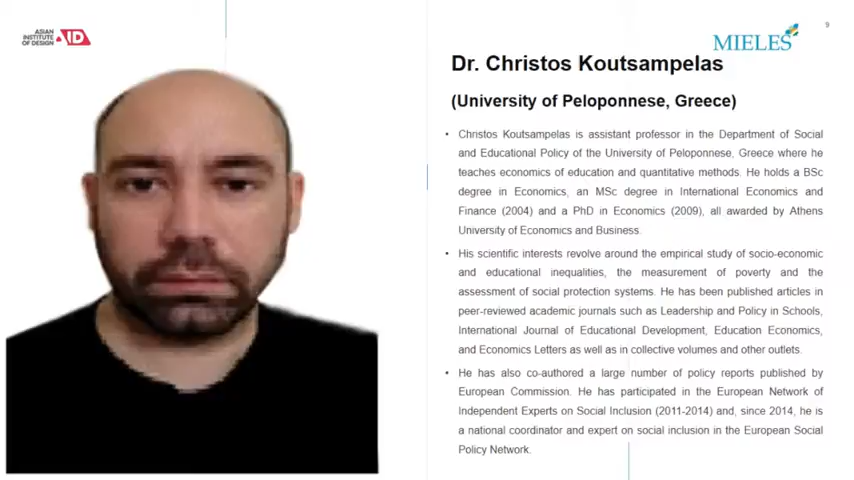 ASIAN
INSTITUTE
OF DESIGN
AID
MIELES
9
Dr. Christos Koutsampelas
(University of Peloponnese, Greece)
• Christos Koutsampelas is assistant professor in the Department of Social
and Educational Policy of the University of Peloponnese, Greece where he
teaches economics of education and quantitative methods. He holds a BSc
degree in Economics, an MSc degree in International Economics and
Finance (2004) and a PhD in Economics (2009), all awarded by Athens
University of Economics and Business.
• His scientific interests revolve around the empirical study of socio-economic
and educational inequalities, the measurement of poverty and the
assessment of social protection systems. He has been published articles in
peer-reviewed academic journals such as Leadership and Policy in Schools,
International Journal of Educational Development, Education Economics,
and Economics Letters as well as in collective volumes and other outlets.
• He has also co-authored a large number of policy reports published by
European Commission. He has participated in the European Network of
Independent Experts on Social Inclusion (2011-2014) and, since 2014, he is
a national coordinator and expert on social inclusion in the European Social
Policy Network.